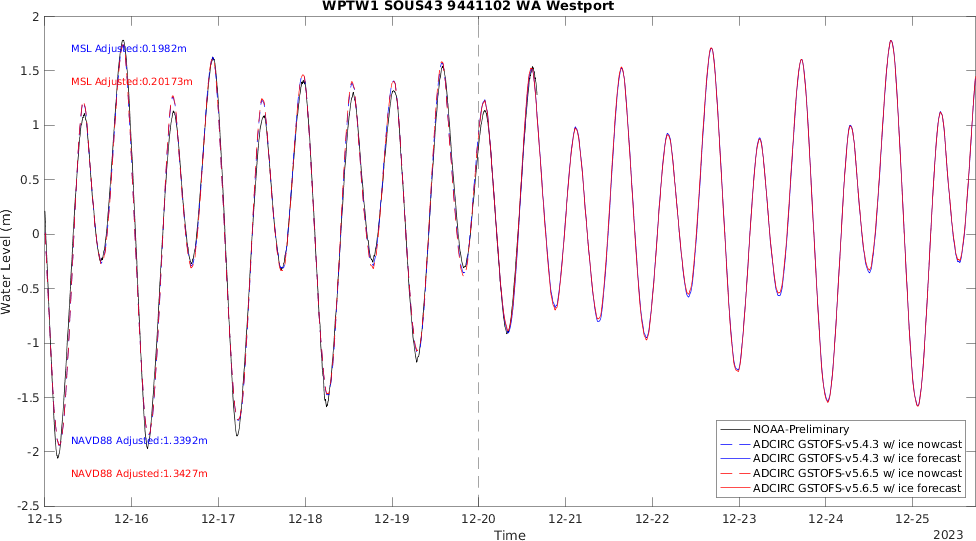 WPTW1 SOUS43 9441102 WA Westport
2
1.5
1
0.5
0
-0.5
-1
-1.5
-2
-2.5
Water Level (m)
MSL Adjusted:0.1982m
MSL Adjusted:0.20173m
NAVD88 Adjusted:1.3392m
NAVD88 Adjusted:1.3427m
NOAA-Preliminary
ADCIRC GSTOFS-v5.4.3 w/ ice nowcast
ADCIRC GSTOFS-v5.4.3 w/ ice forecast
ADCIRC GSTOFS-v5.6.5 w/ ice nowcast
ADCIRC GSTOFS-v5.6.5 w/ ice forecast
12-15 12-16 12-17 12-18 12-19 12-20 12-21 12-22 12-23 12-24 12-25
Time
2023